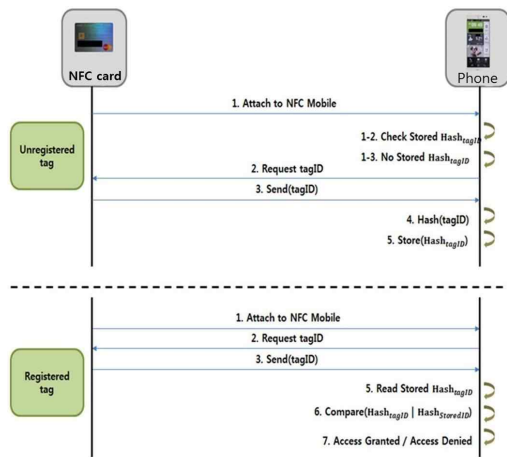 NFC card
Phone
1. Attach to NFC Mobile
1-2. Check Stored Hash_tagID
Unregistered
tag
1-3. No Stored Hash_tagID
2. Request tagID
3. Send(tagID)
4. Hash(tagID)
5. Store(Hash_tagID)
1. Attach to NFC Mobile
2. Request tagID
3. Send(tagID)
Registered
tag
5. Read Stored Hash_tagID
6. Compare(Hash_tagID | Hash_StoredID)
7. Access Granted / Access Denied